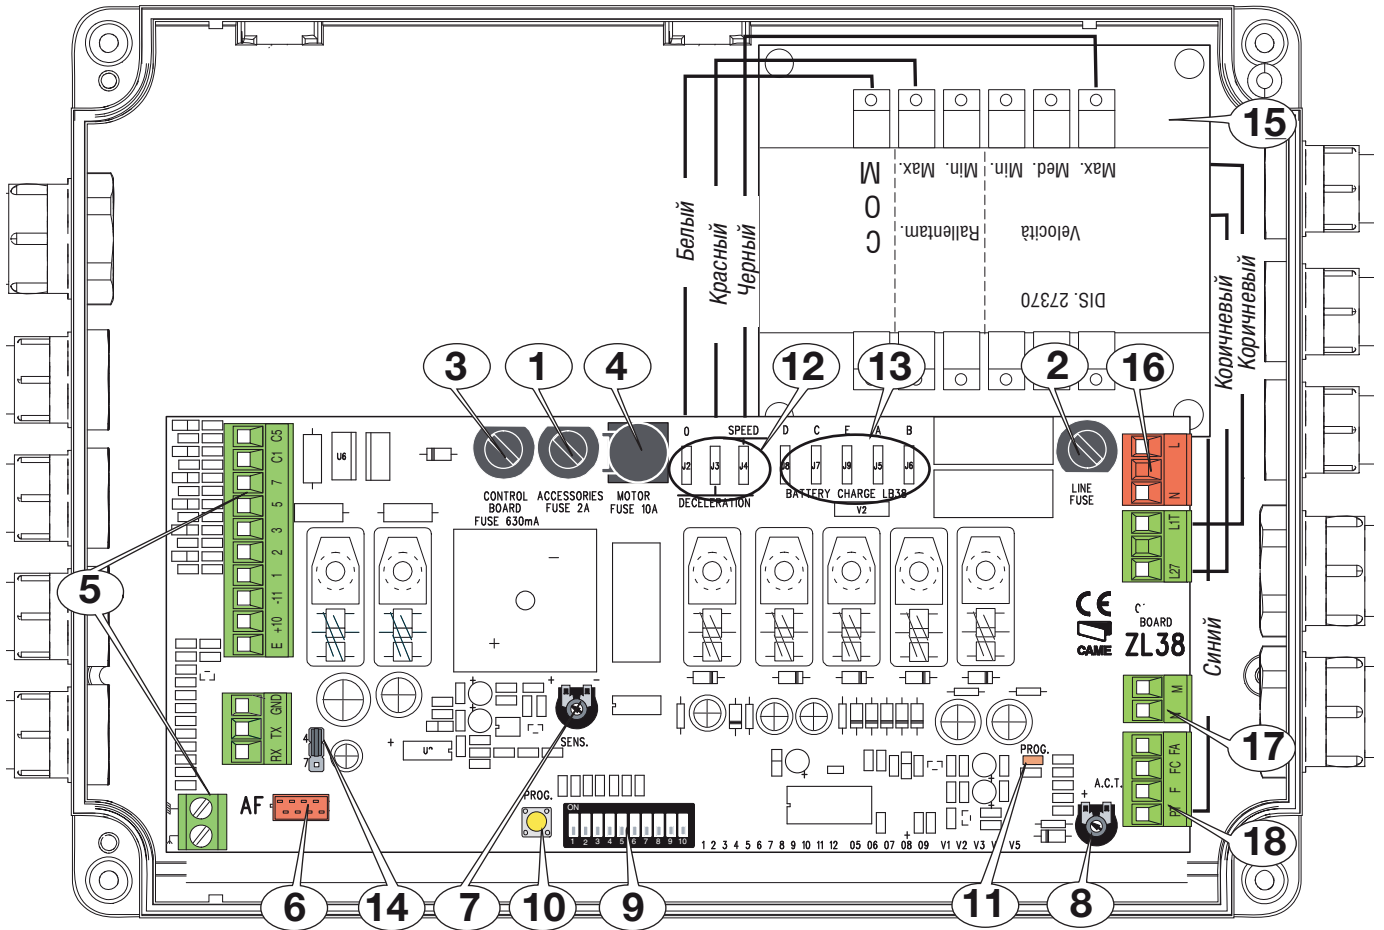 15
M O C
Max.
Min.
Min.
Med.
Max.
Rallentam.
Velocità
DIS. 27370
Белый
Красный
Черный
Коричневый
Коричневый
3
1
4
12
13
2
16
0
SPEED
D
C
E
A
B
J2
J3
J4
J8
J7
J9
J5
J6
DECELERATION
BATTERY CHARGE LB38
V2
CONTROL BOARD FUSE 630mA
ACCESSORIES FUSE 2A
MOTOR FUSE 10A
LINE FUSE
U6
C5
C1
7
5
3
2
1
-11
+10
E
L
N
L1T
L27
5
CE
CAME
BOARD
ZL38
Синий
GND
TX
RX
4
7
+
-
SENS.
M
17
PROG.
A.C.T.
FA
FC
F
AF
PROG.
ON
1 2 3 4 5 6 7 8 9 10
1 2 3 4 5 6 7 8 9 10 11 12
05 06 07 08 09
V1 V2 V3 V5
18
6
14
7
10
9
11
8